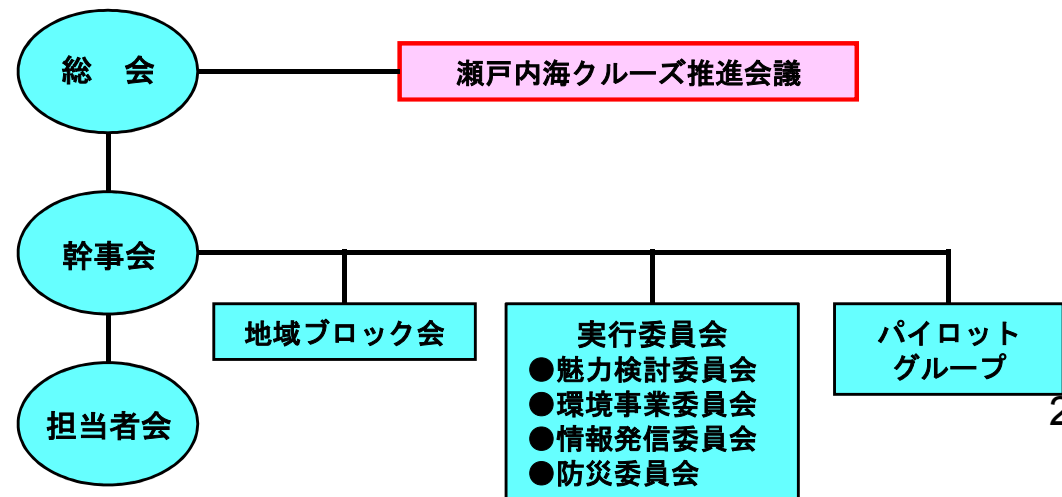 総　会
瀬戸内海クルーズ推進会議
幹事会
地域ブロック会
実行委員会
●魅力検討委員会
●環境事業委員会
●情報発信委員会
●防災委員会
パイロット
グループ
担当者会
2